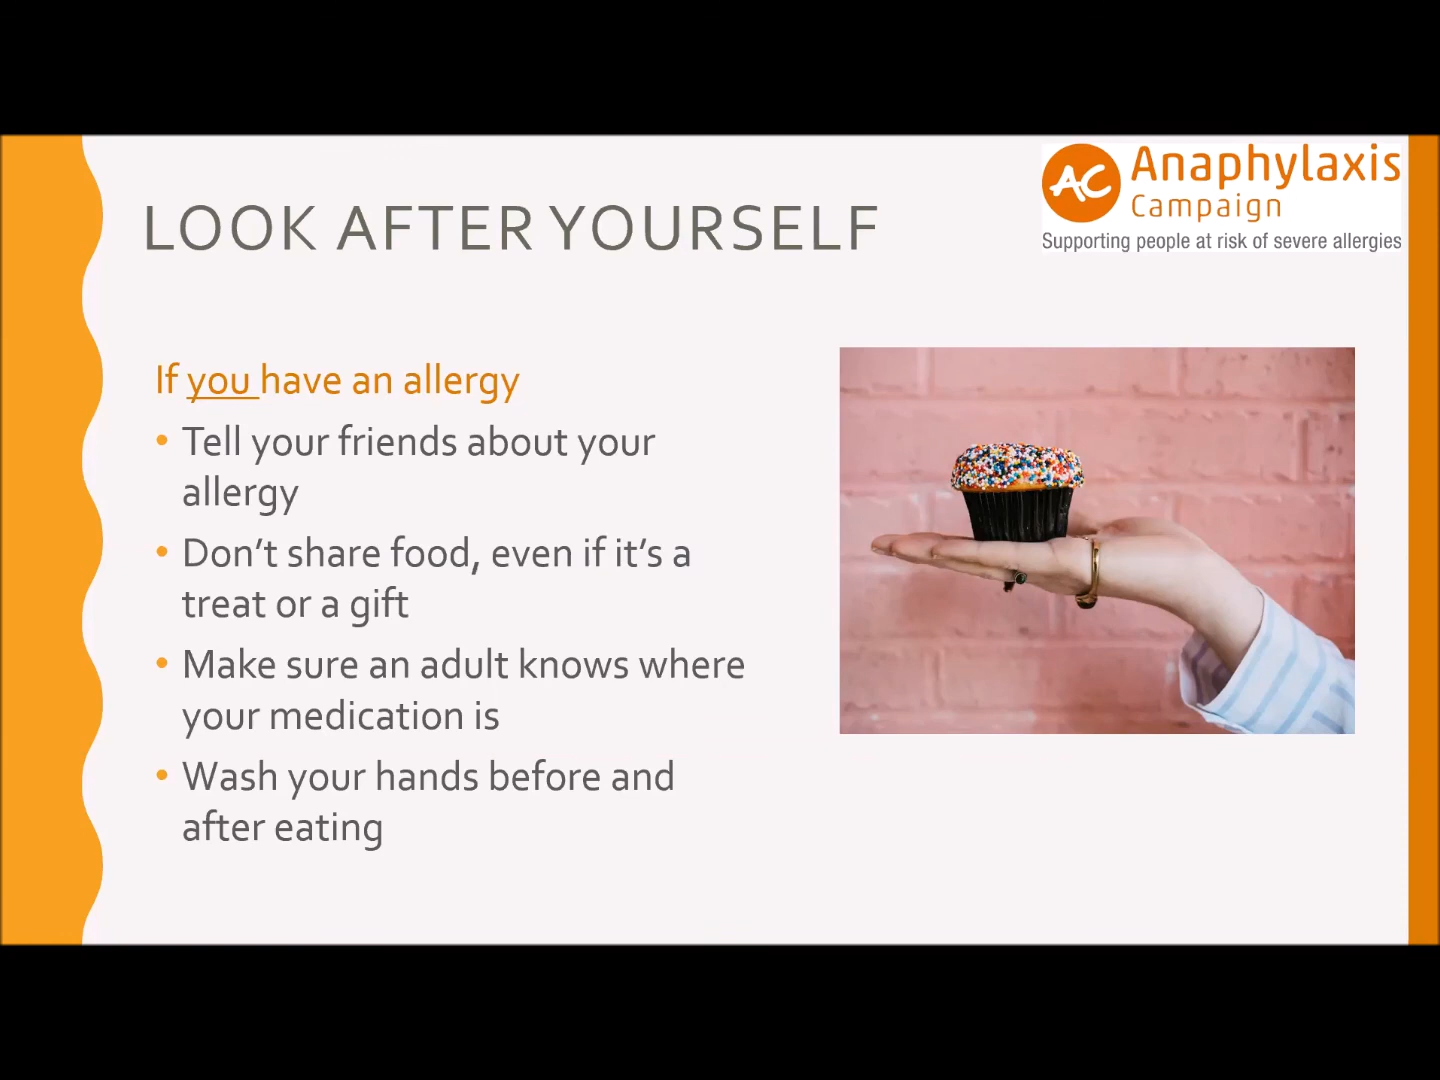 AC Anaphylaxis
Campaign
Supporting people at risk of severe allergies
LOOK AFTER YOURSELF
If you have an allergy
• Tell your friends about your
allergy
• Don’t share food, even if it’s a
treat or a gift
• Make sure an adult knows where
your medication is
• Wash your hands before and
after eating